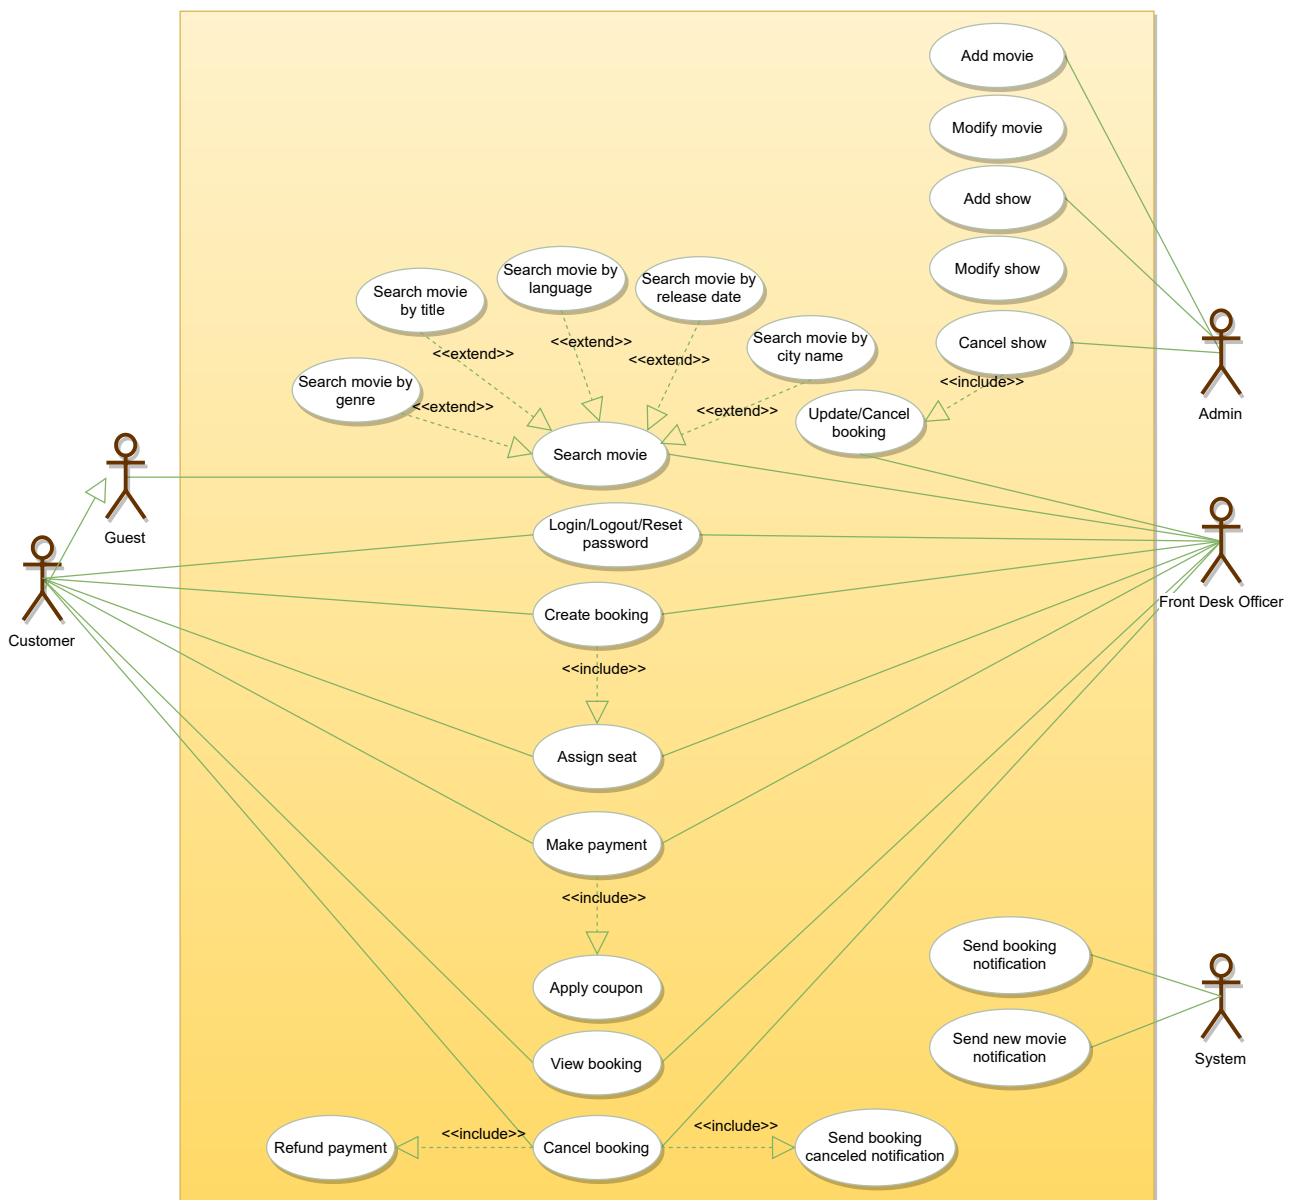 Add movie
Modify movie
Add show
Modify show
Search movie by
language
Search movie by
release date
Search movie
by title
Search movie by
city name
Cancel show
<<extend>>
<<extend>>
<<extend>>
<<include>>
Search movie by
genre
<<extend>>
<<extend>>
Update/Cancel
booking
Admin
Search movie
Guest
Login/Logout/Reset
password
Create booking
Front Desk Officer
Customer
<<include>>
Assign seat
Make payment
<<include>>
Send booking
notification
Apply coupon
Send new movie
notification
System
View booking
Refund payment
<<include>>
Cancel booking
<<include>>
Send booking
canceled notification